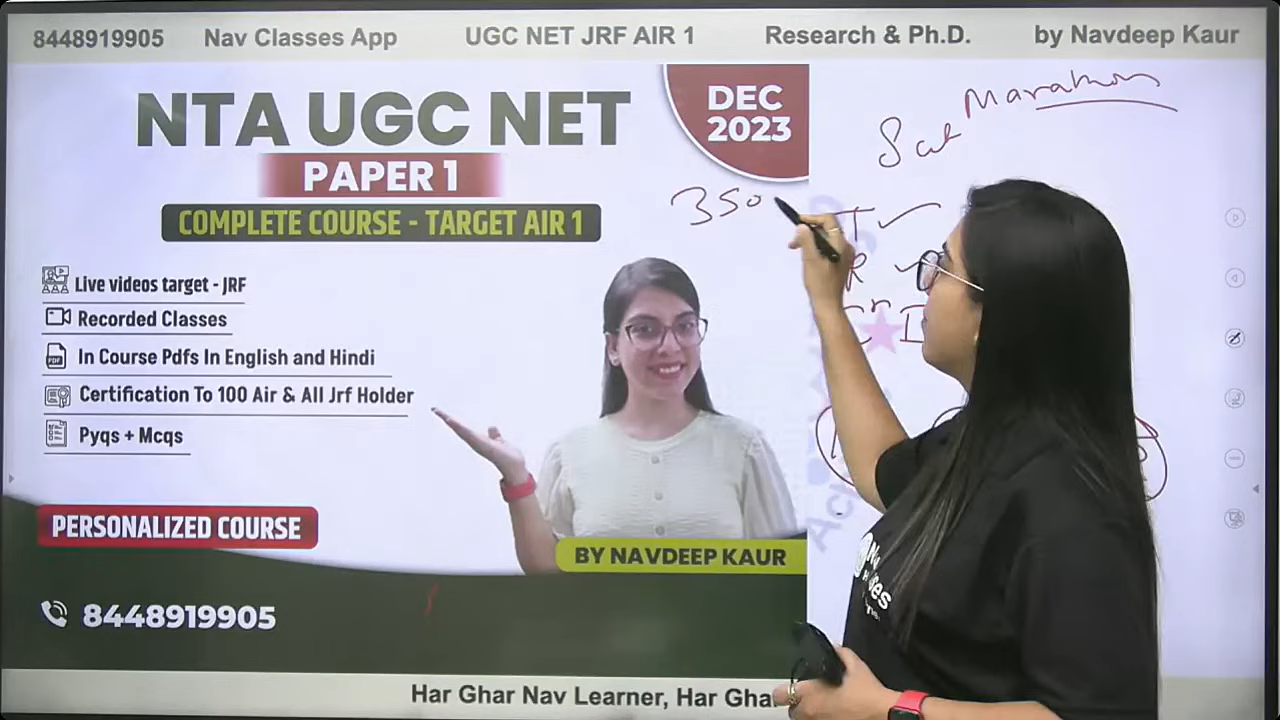 8448919905 Nav Classes App UGC NET JRF AIR 1 Research & Ph.D. by Navdeep Kaur
NTA UGC NET
DEC
2023
PAPER 1
COMPLETE COURSE - TARGET AIR 1
Marathon
Sat
350
T
R
Live videos target - JRF
Recorded Classes
In Course Pdfs In English and Hindi
Certification To 100 Air & All Jrf Holder
Pyqs + Mcqs
PERSONALIZED COURSE
BY NAVDEEP KAUR
8448919905
Har Ghar Nav Learner, Har Ghar